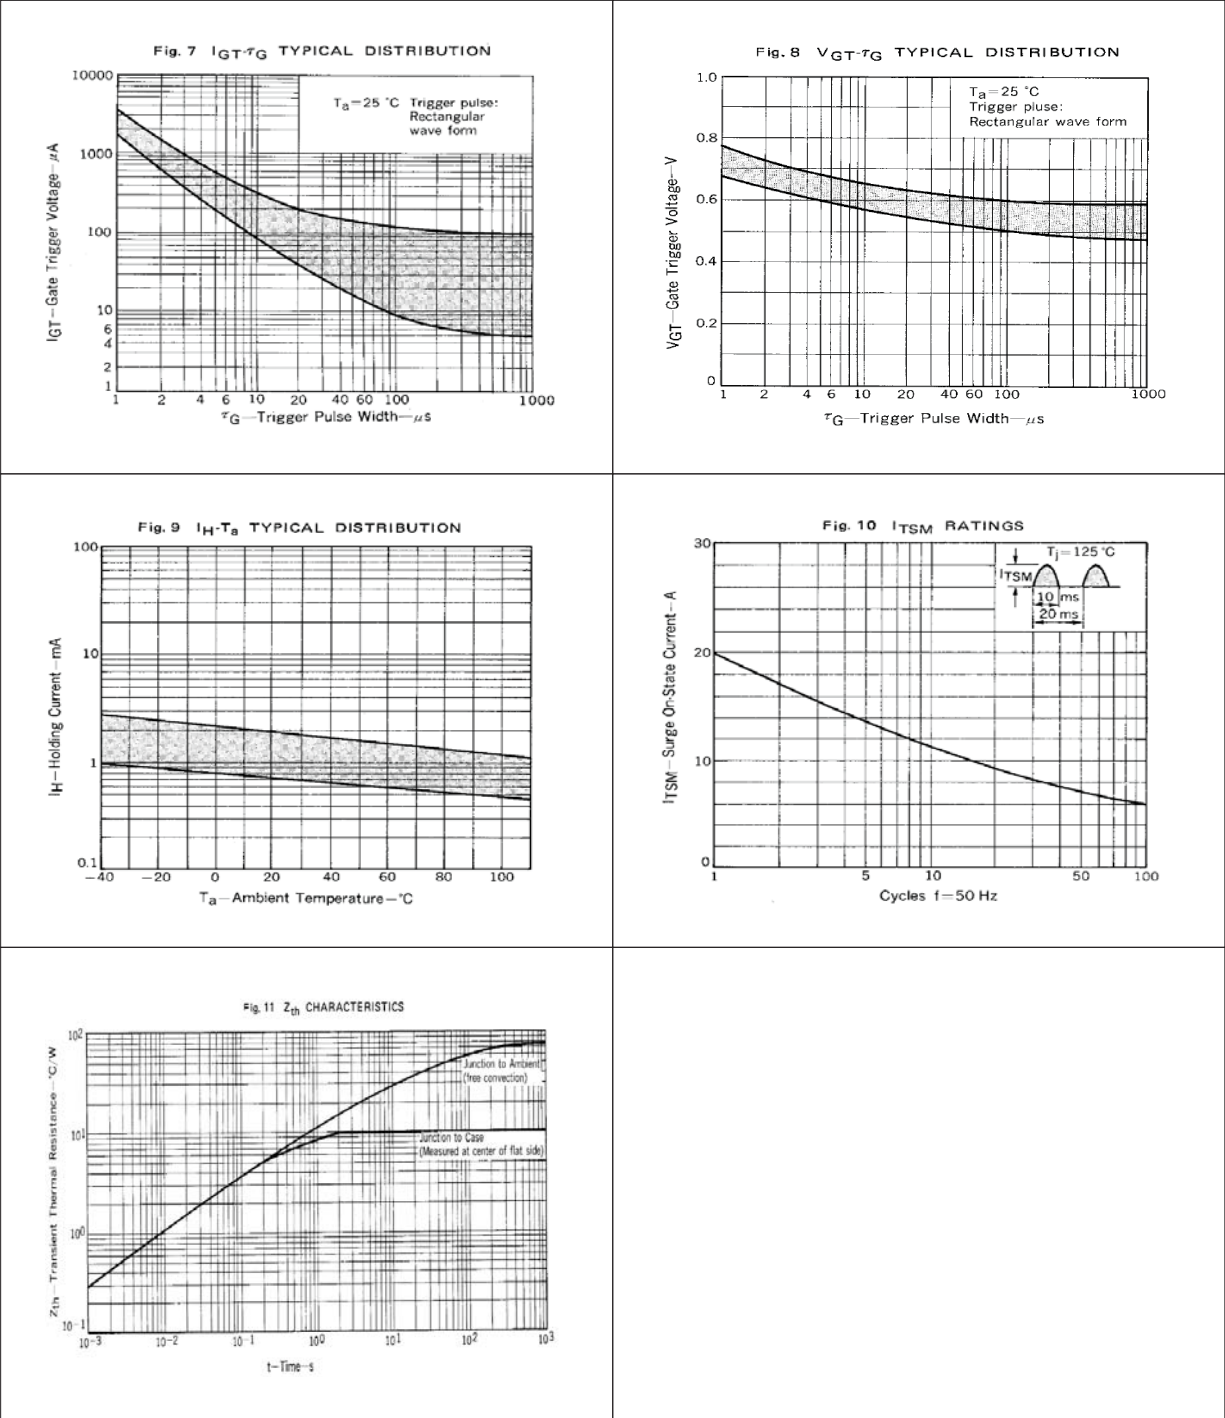 Fig. 7 IGT-τG TYPICAL DISTRIBUTION
10000
1000
100
10
6
4
2
1
Ta=25 °C Trigger pulse:
Rectangular
wave form
IGT—Gate Trigger Voltage—μA
1 2 4 6 10 20 40 60 100 1000
τG—Trigger Pulse Width—μs
Fig. 8 VGT-τG TYPICAL DISTRIBUTION
1.0
0.8
0.6
0.4
0.2
0
Ta=25 °C
Trigger pluse:
Rectangular wave form
VGT—Gate Trigger Voltage—V
1 2 4 6 10 20 40 60 100 1000
τG—Trigger Pulse Width—μs
Fig. 9 IH-Ta TYPICAL DISTRIBUTION
100
10
1
0.1
IH—Holding Current—mA
−40 −20 0 20 40 60 80 100
Ta—Ambient Temperature—°C
Fig. 10 ITSM RATINGS
30
20
10
0
Tj=125 °C
ITSM
10 ms
20 ms
ITSM—Surge On-State Current—A
1 5 10 50 100
Cycles f=50 Hz
Fig. 11 Zth CHARACTERISTICS
10²
10¹
10⁰
10⁻¹
Junction to Ambient
(free convection)
Junction to Case
(Measured at center of flat side)
Zth—Transient Thermal Resistance—°C/W
10⁻³ 10⁻² 10⁻¹ 10⁰ 10¹ 10² 10³
t—Time—s